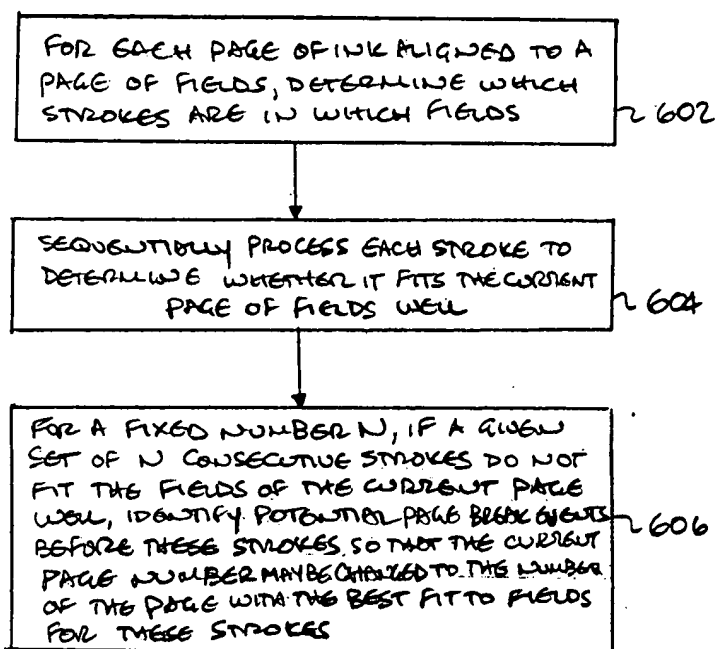 FOR EACH PAGE OF INK ALIGNED TO A
PAGE OF FIELDS, DETERMINE WHICH
STROKES ARE IN WHICH FIELDS
602
SEQUENTIALLY PROCESS EACH STROKE TO
DETERMINE WHETHER IT FITS THE CURRENT
PAGE OF FIELDS WELL
604
FOR A FIXED NUMBER N, IF A GIVEN
SET OF N CONSECUTIVE STROKES DO NOT
FIT THE FIELDS OF THE CURRENT PAGE
WELL, IDENTIFY POTENTIAL PAGE BREAK EVENTS
BEFORE THESE STROKES, SO THAT THE CURRENT
PAGE NUMBER MAY BE CHANGED TO THE NUMBER
OF THE PAGE WITH THE BEST FIT TO FIELDS
FOR THESE STROKES
606